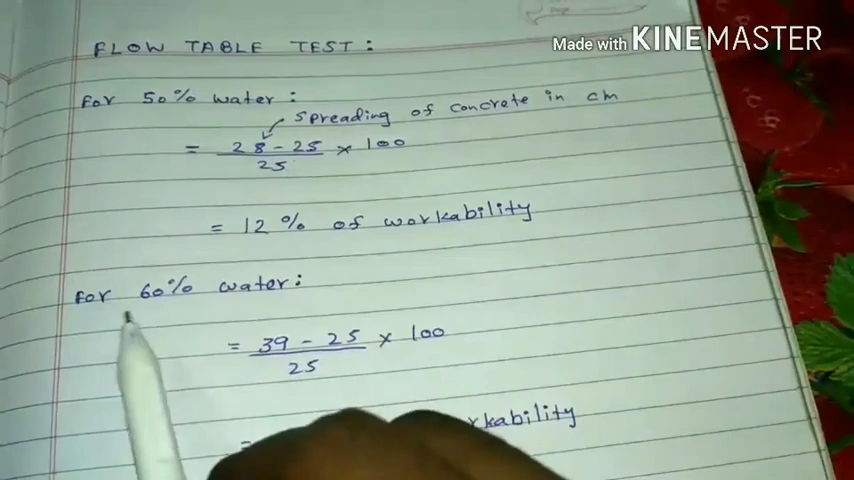 Made with KINEMASTER
FLOW TABLE TEST :
For 50% water :
spreading of concrete in cm
= 28 - 25 / 25 × 100
= 12 % of workability
For 60% water :
= 39 - 25 / 25 × 100
=